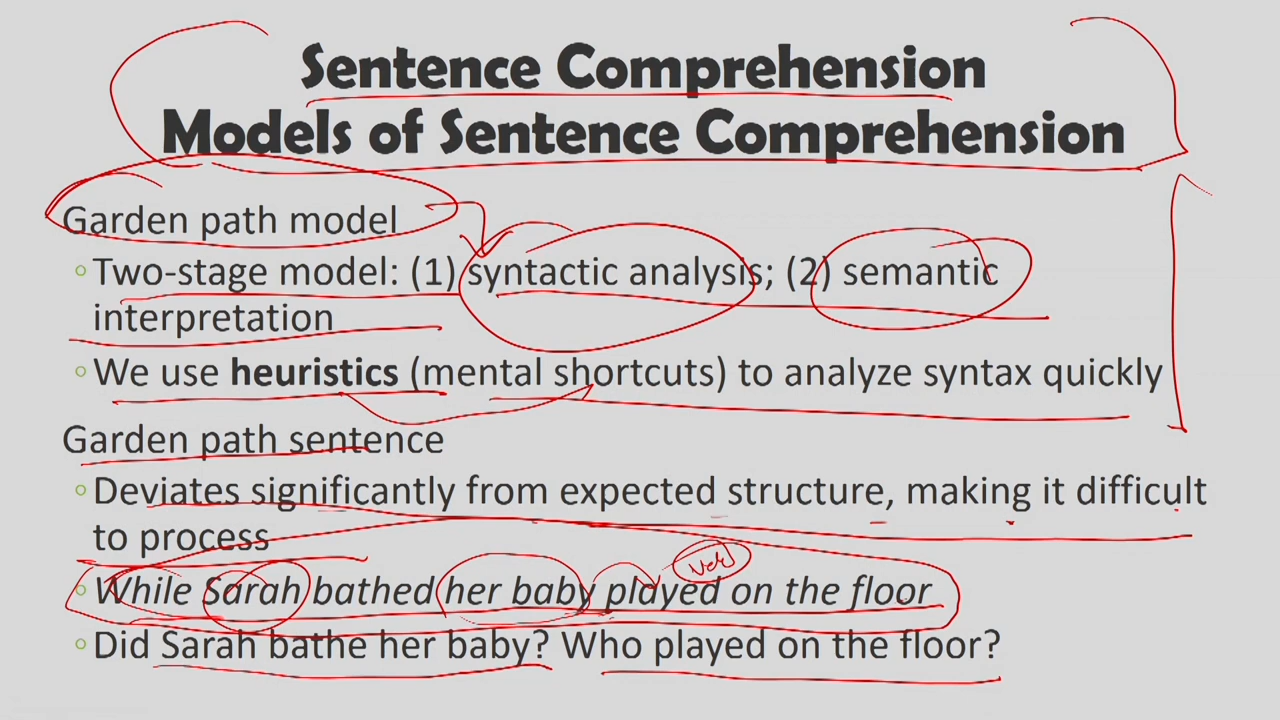 Sentence Comprehension
Models of Sentence Comprehension
Garden path model
Two-stage model: (1) syntactic analysis; (2) semantic
interpretation
We use heuristics (mental shortcuts) to analyze syntax quickly
Garden path sentence
Deviates significantly from expected structure, making it difficult
to process
verb
While Sarah bathed her baby played on the floor
Did Sarah bathe her baby? Who played on the floor?